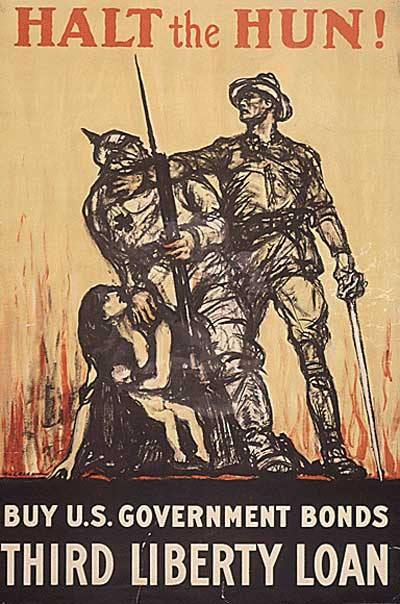 HALT the HUN!
BUY U.S. GOVERNMENT BONDS
THIRD LIBERTY LOAN